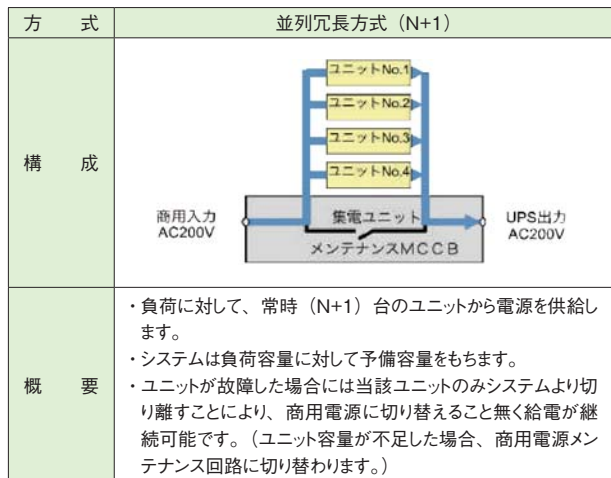 方 式
並列冗長方式（N+1）
構 成
ユニットNo.1
ユニットNo.2
ユニットNo.3
ユニットNo.4
商用入力
AC200V
集電ユニット
メンテナンスMCCB
UPS出力
AC200V
概 要
・負荷に対して、常時（N+1）台のユニットから電源を供給し
ます。
・システムは負荷容量に対して予備容量をもちます。
・ユニットが故障した場合には当該ユニットのみシステムより切
り離すことにより、商用電源に切り替えること無く給電が継
続可能です。（ユニット容量が不足した場合、商用電源メン
テナンス回路に切り替わります。）